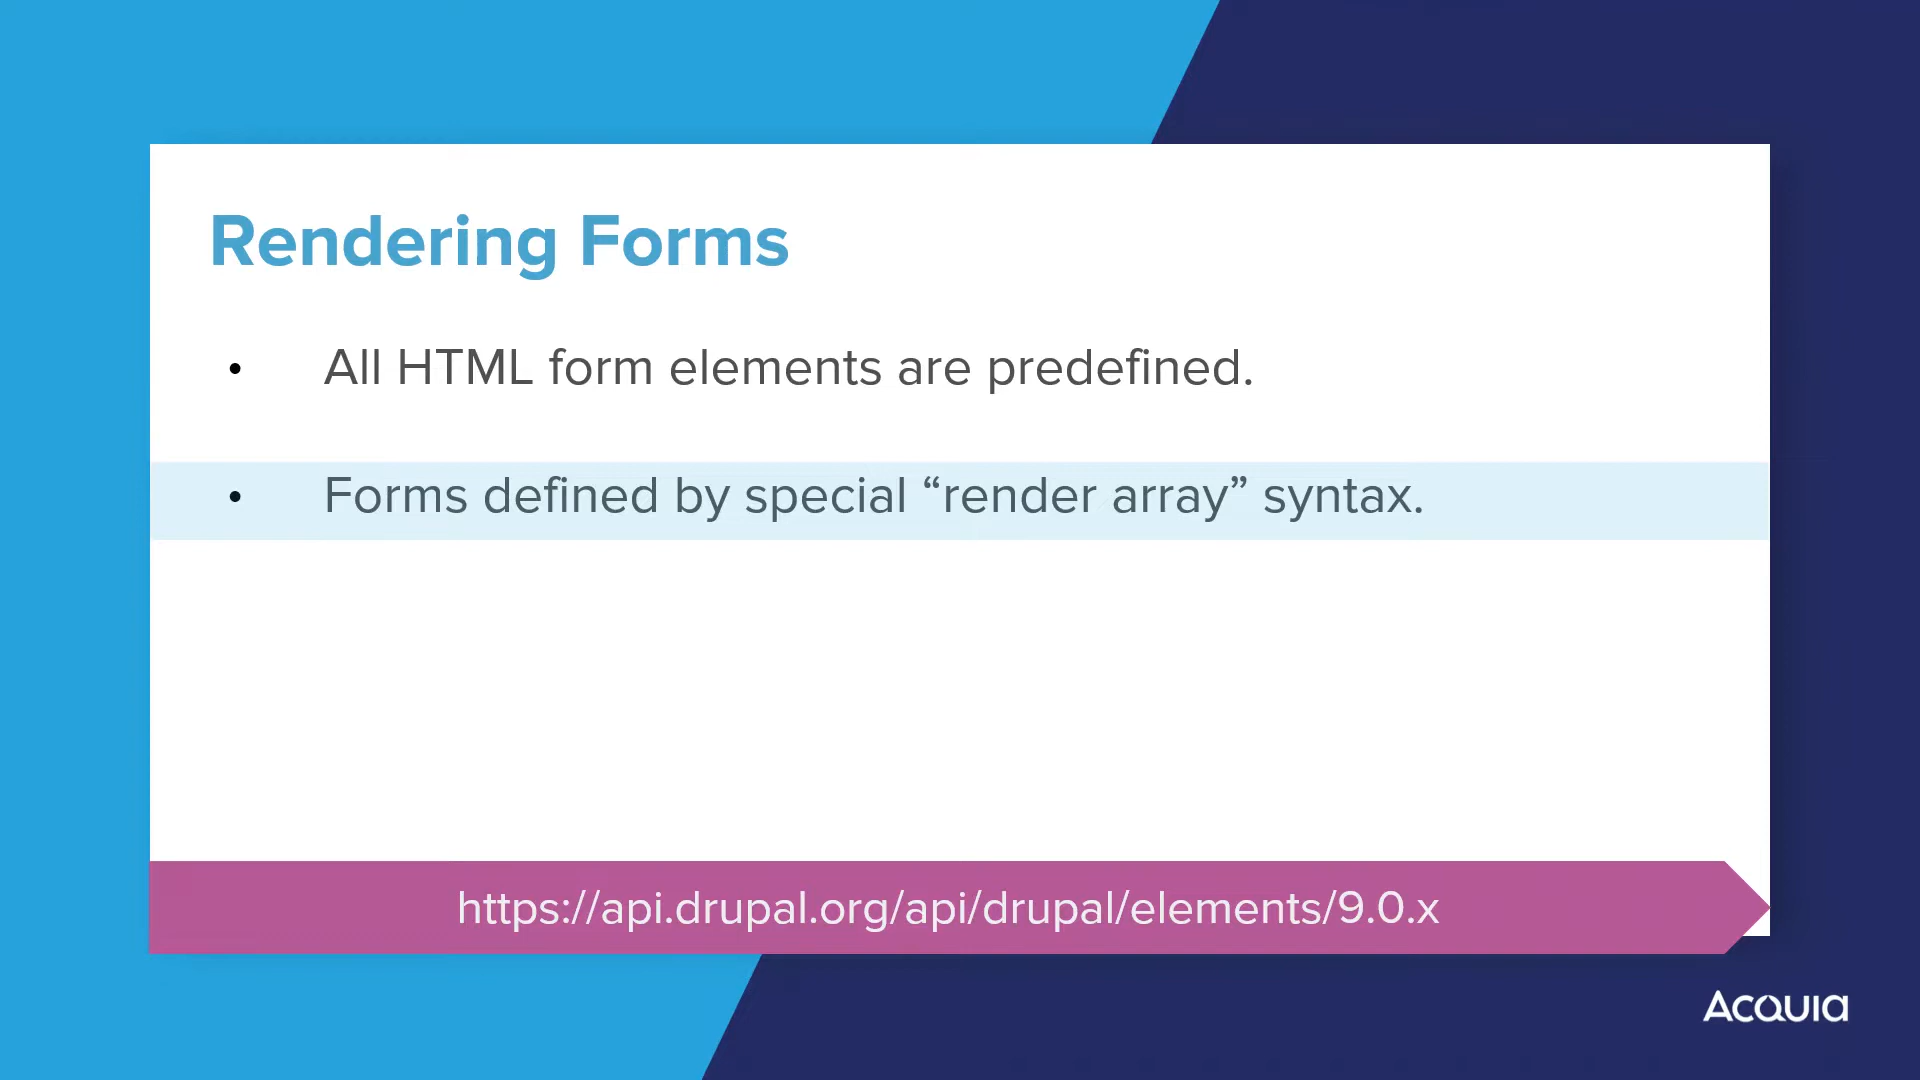 Rendering Forms
• All HTML form elements are predefined.
• Forms defined by special “render array” syntax.
https://api.drupal.org/api/drupal/elements/9.0.x
Acquia